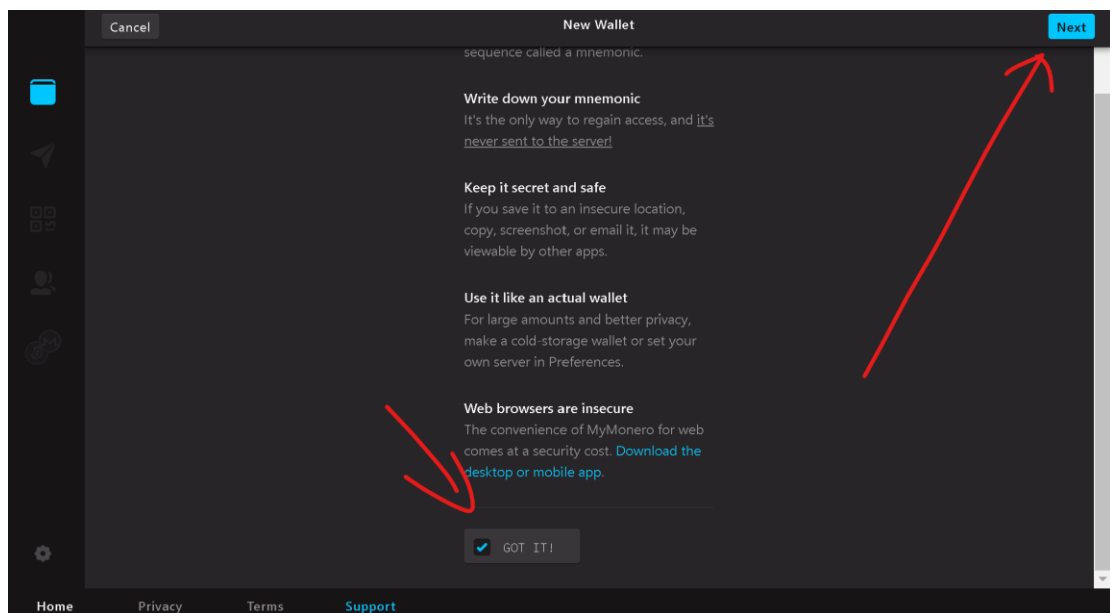 Cancel
New Wallet
Next
sequence called a mnemonic.
Write down your mnemonic
It's the only way to regain access, and it's
never sent to the server!
Keep it secret and safe
If you save it to an insecure location,
copy, screenshot, or email it, it may be
viewable by other apps.
Use it like an actual wallet
For large amounts and better privacy,
make a cold-storage wallet or set your
own server in Preferences.
Web browsers are insecure
The convenience of MyMonero for web
comes at a security cost. Download the
desktop or mobile app.
GOT IT!
Home Privacy Terms Support